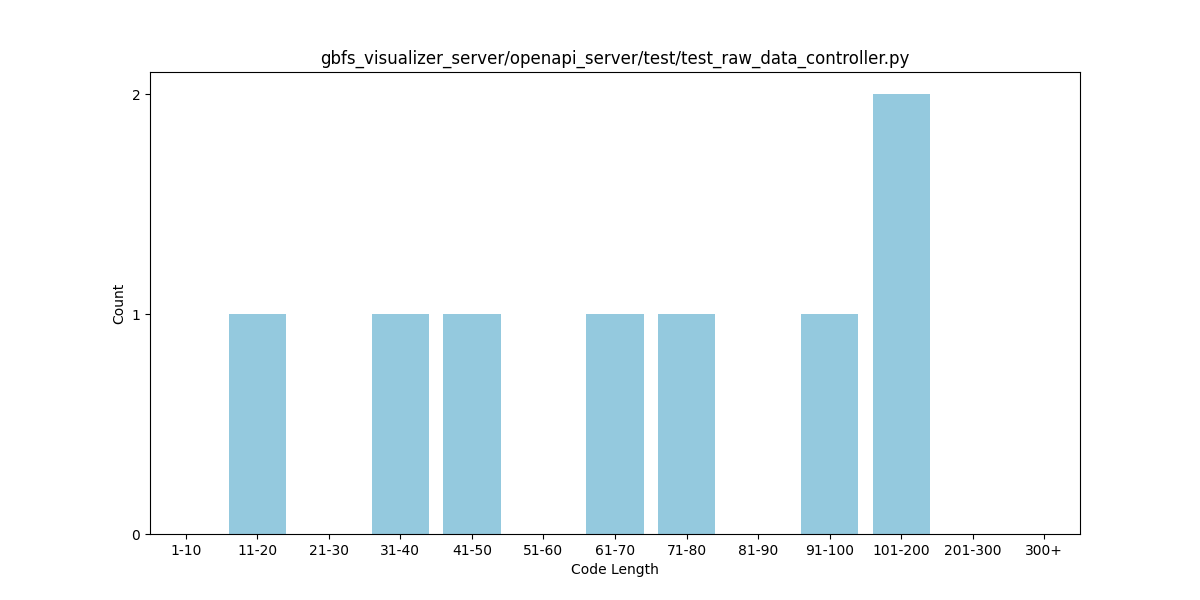 gbfs_visualizer_server/openapi_server/test/test_raw_data_controller.py
2
1
0
Count
1-10 11-20 21-30 31-40 41-50 51-60 61-70 71-80 81-90 91-100 101-200 201-300 300+
Code Length